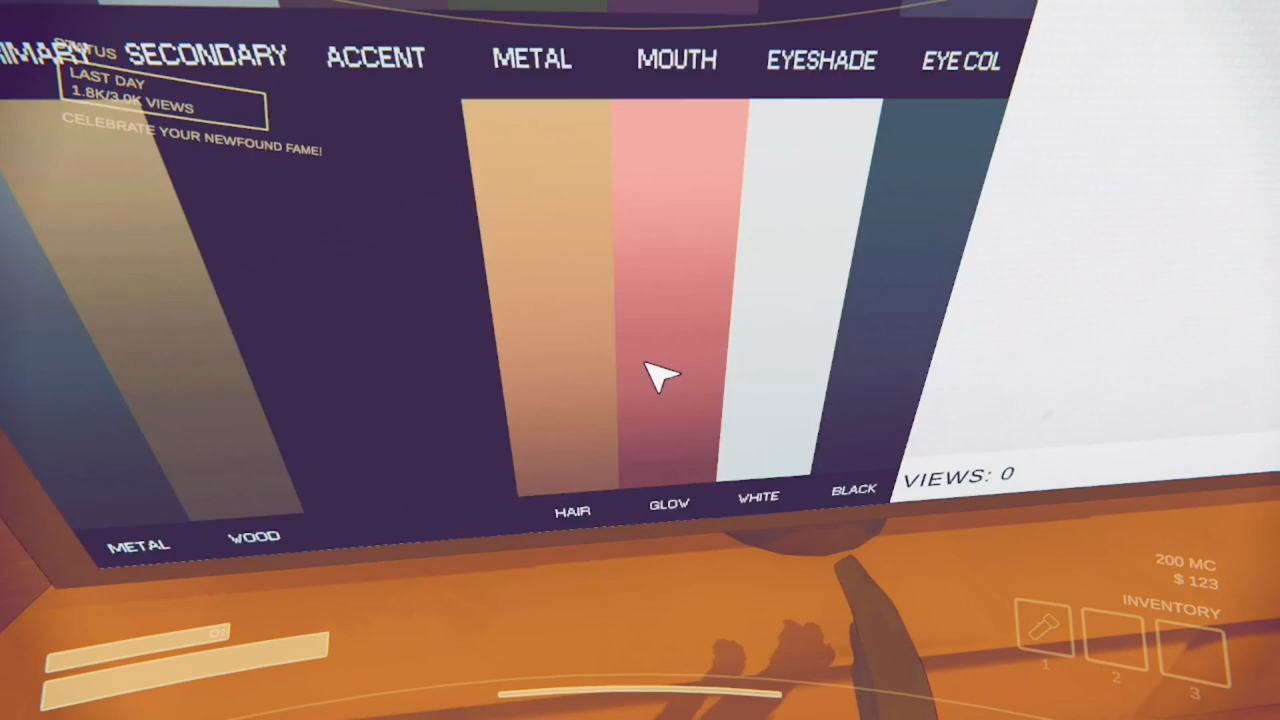 SECONDARY ACCENT METAL MOUTH EYESHADE EYE COL
STATUS
LAST DAY
1.8K/3.0K VIEWS
CELEBRATE YOUR NEWFOUND FAME!
VIEWS: 0
METAL WOOD HAIR GLOW WHITE BLACK
200 MC
$ 123
INVENTORY
1
2
3